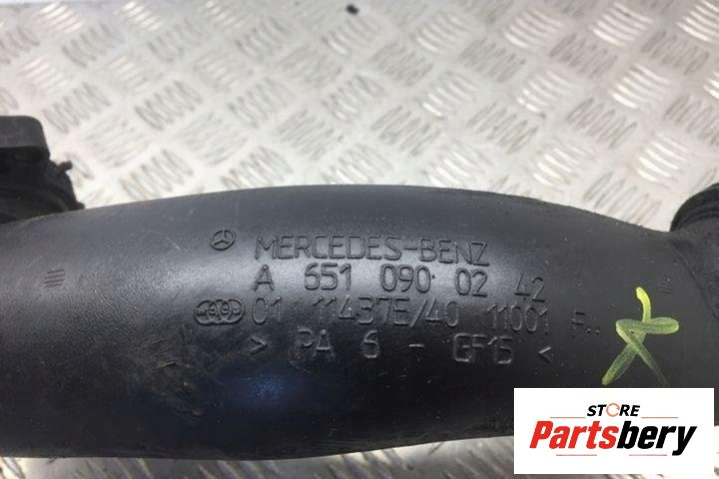 MERCEDES-BENZ
A 651 090 02 42
01 11437E/40 11001 F..
> PA 6 - GF15 <
STORE
Partsbery